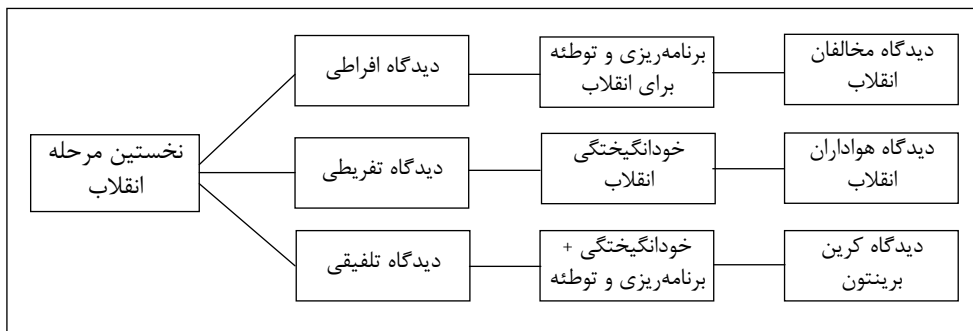 نخستین مرحله
انقلاب
دیدگاه افراطی
برنامه‌ریزی و توطئه
برای انقلاب
دیدگاه مخالفان
انقلاب
دیدگاه تفریطی
خودانگیختگی
انقلاب
دیدگاه هواداران
انقلاب
دیدگاه تلفیقی
خودانگیختگی +
برنامه‌ریزی و توطئه
دیدگاه کرین
برینتون